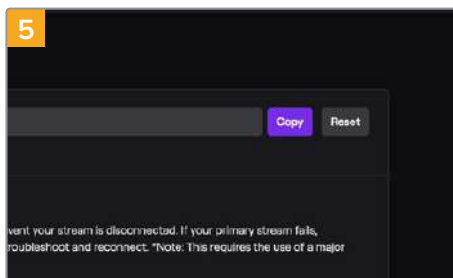 5
Copy Reset
vent your stream is disconnected. If your primary stream fails,
roubleshoot and reconnect. *Note: This requires the use of a major